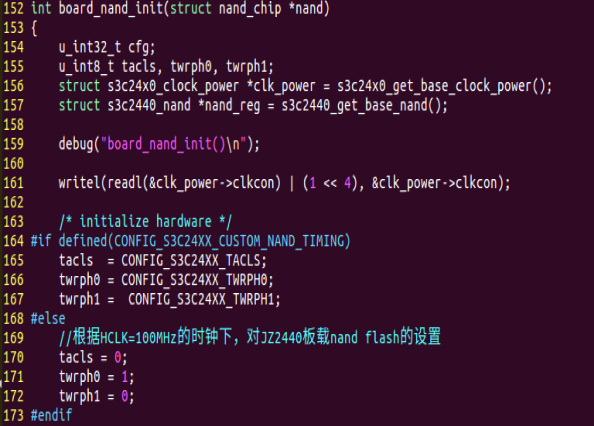 152 int board_nand_init(struct nand_chip *nand)
153 {
154     u_int32_t cfg;
155     u_int8_t tacls, twrph0, twrph1;
156     struct s3c24x0_clock_power *clk_power = s3c24x0_get_base_clock_power();
157     struct s3c2440_nand *nand_reg = s3c2440_get_base_nand();
158
159     debug("board_nand_init()\n");
160
161     writel(readl(&clk_power->clkcon) | (1 << 4), &clk_power->clkcon);
162
163     /* initialize hardware */
164 #if defined(CONFIG_S3C24XX_CUSTOM_NAND_TIMING)
165     tacls  = CONFIG_S3C24XX_TACLS;
166     twrph0 = CONFIG_S3C24XX_TWRPH0;
167     twrph1 =  CONFIG_S3C24XX_TWRPH1;
168 #else
169     //根据HCLK=100MHz的时钟下，对JZ2440板载nand flash的设置
170     tacls = 0;
171     twrph0 = 1;
172     twrph1 = 0;
173 #endif